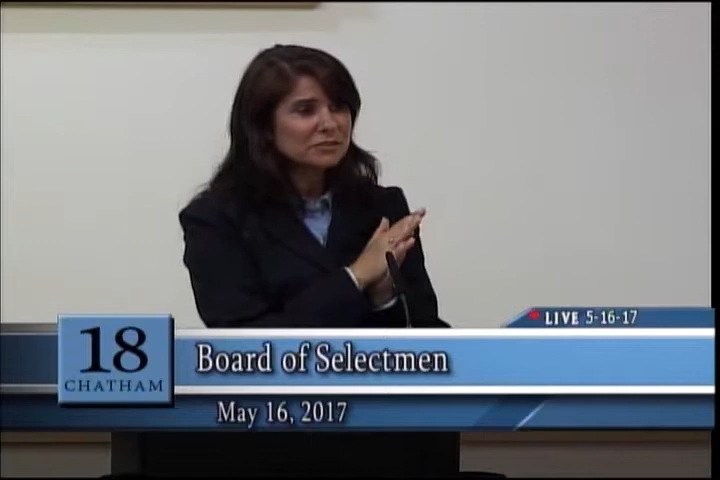 LIVE 5-16-17
18
CHATHAM
Board of Selectmen
May 16, 2017